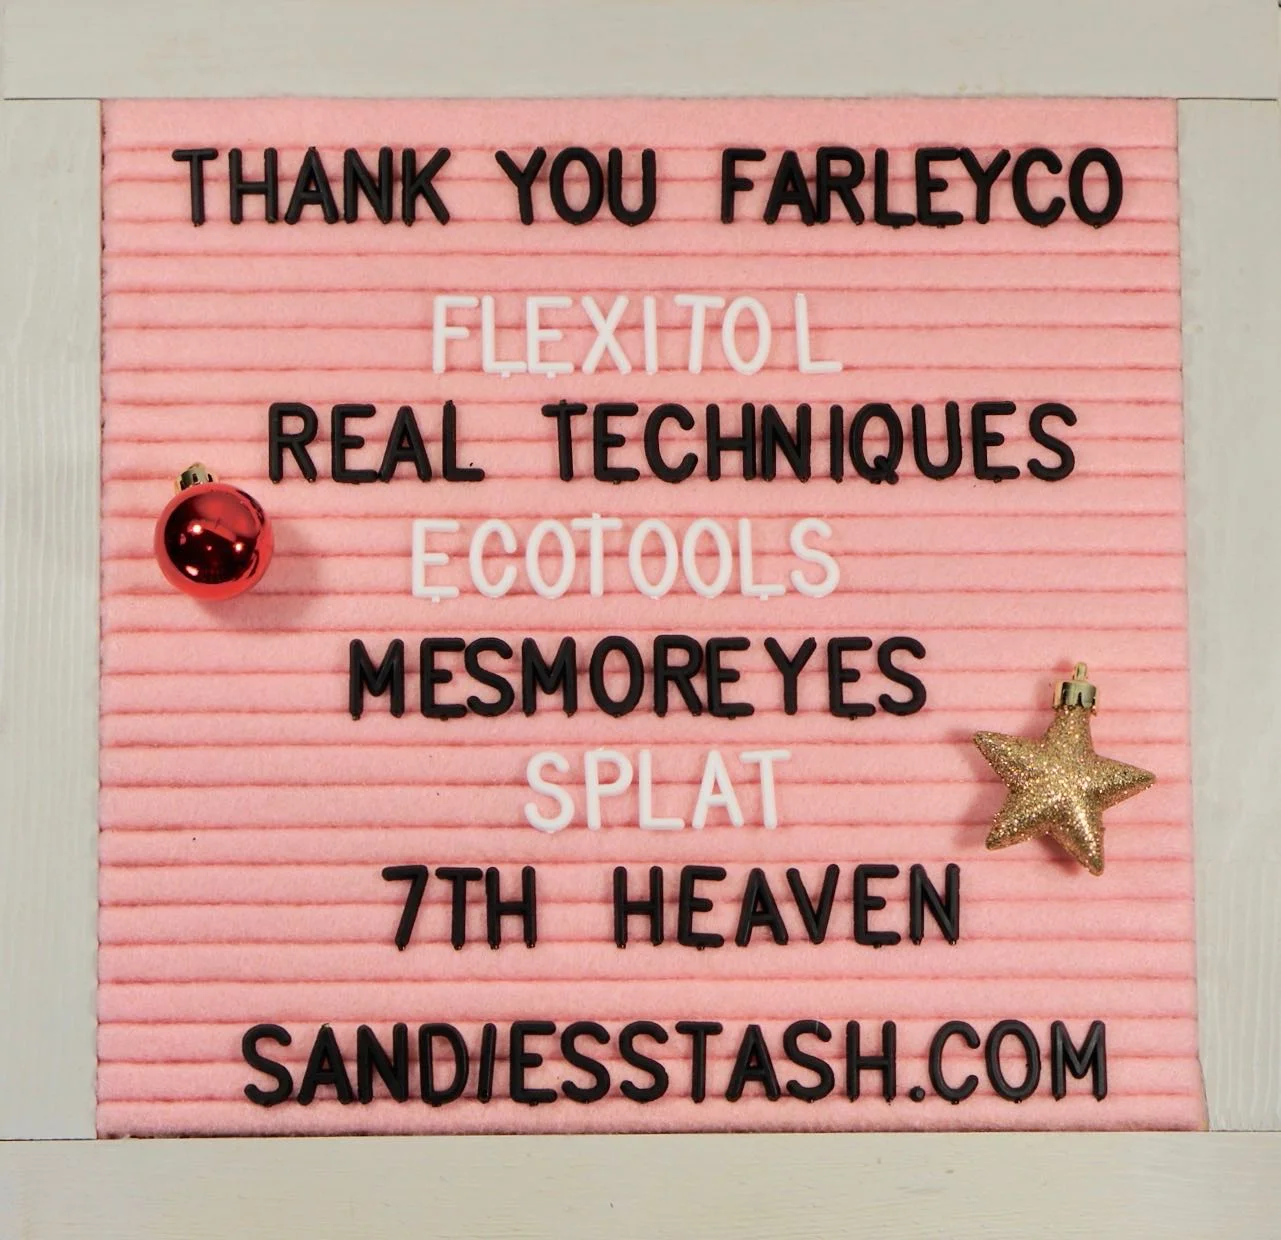 THANK YOU FARLEYCO
FLEXITOL
REAL TECHNIQUES
ECOTOOLS
MESMOREYES
SPLAT
7TH HEAVEN
SANDIESSTASH.COM